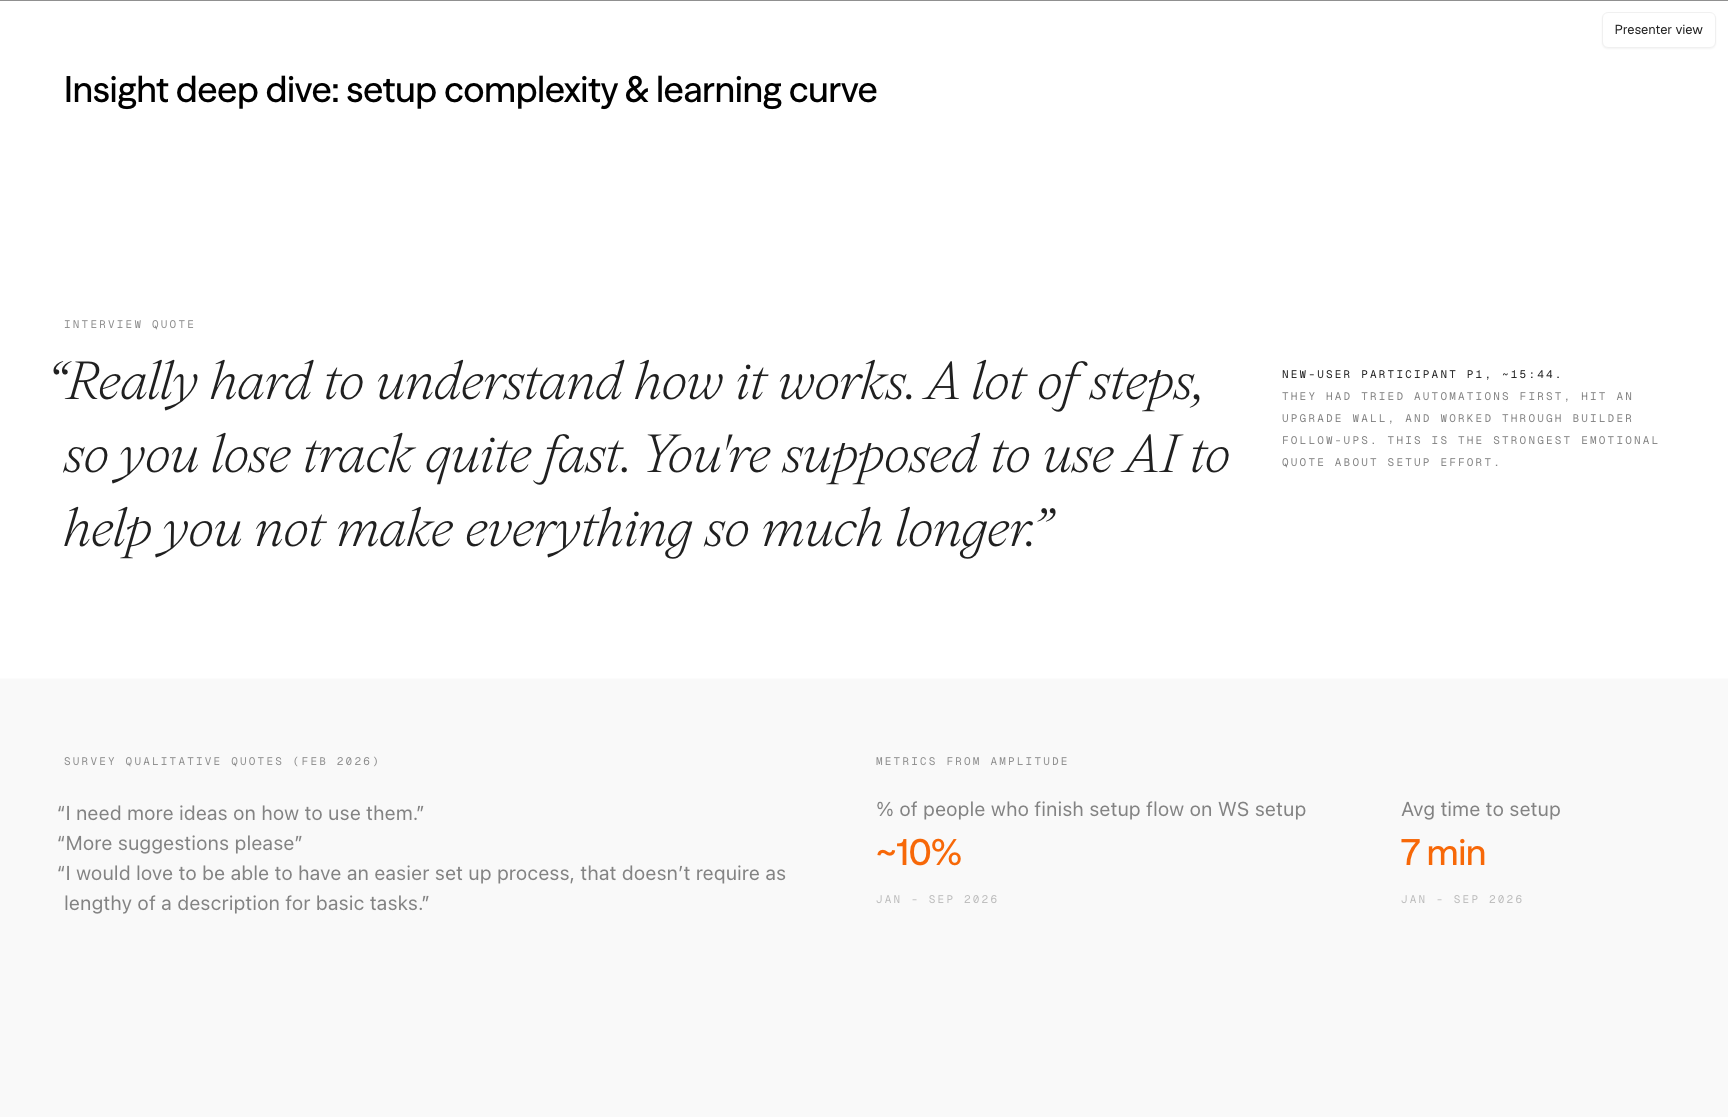 Presenter view
Insight deep dive: setup complexity & learning curve
INTERVIEW QUOTE
“Really hard to understand how it works. A lot of steps,
so you lose track quite fast. You're supposed to use AI to
help you not make everything so much longer.”
NEW-USER PARTICIPANT P1, ~15:44.
THEY HAD TRIED AUTOMATIONS FIRST, HIT AN
UPGRADE WALL, AND WORKED THROUGH BUILDER
FOLLOW-UPS. THIS IS THE STRONGEST EMOTIONAL
QUOTE ABOUT SETUP EFFORT.
SURVEY QUALITATIVE QUOTES (FEB 2026)
“I need more ideas on how to use them.”
“More suggestions please”
“I would love to be able to have an easier set up process, that doesn’t require as
lengthy of a description for basic tasks.”
METRICS FROM AMPLITUDE
% of people who finish setup flow on WS setup
~10%
JAN - SEP 2026
Avg time to setup
7 min
JAN - SEP 2026